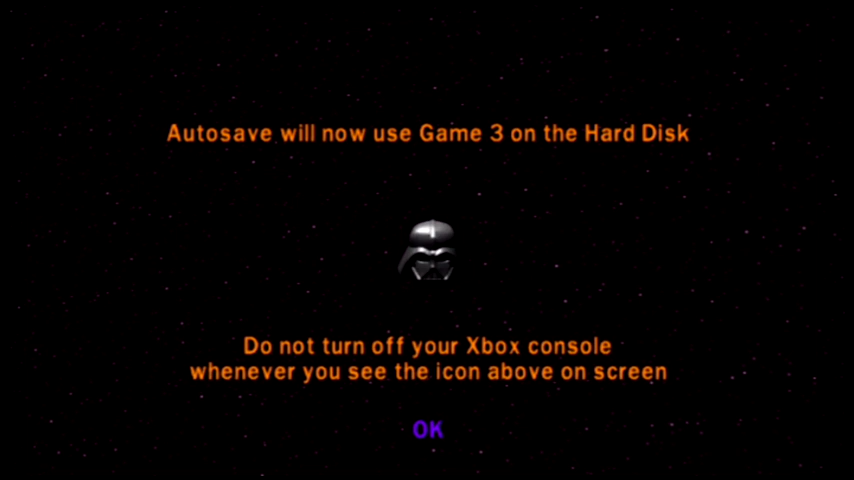 Autosave will now use Game 3 on the Hard Disk
Do not turn off your Xbox console
whenever you see the icon above on screen
OK